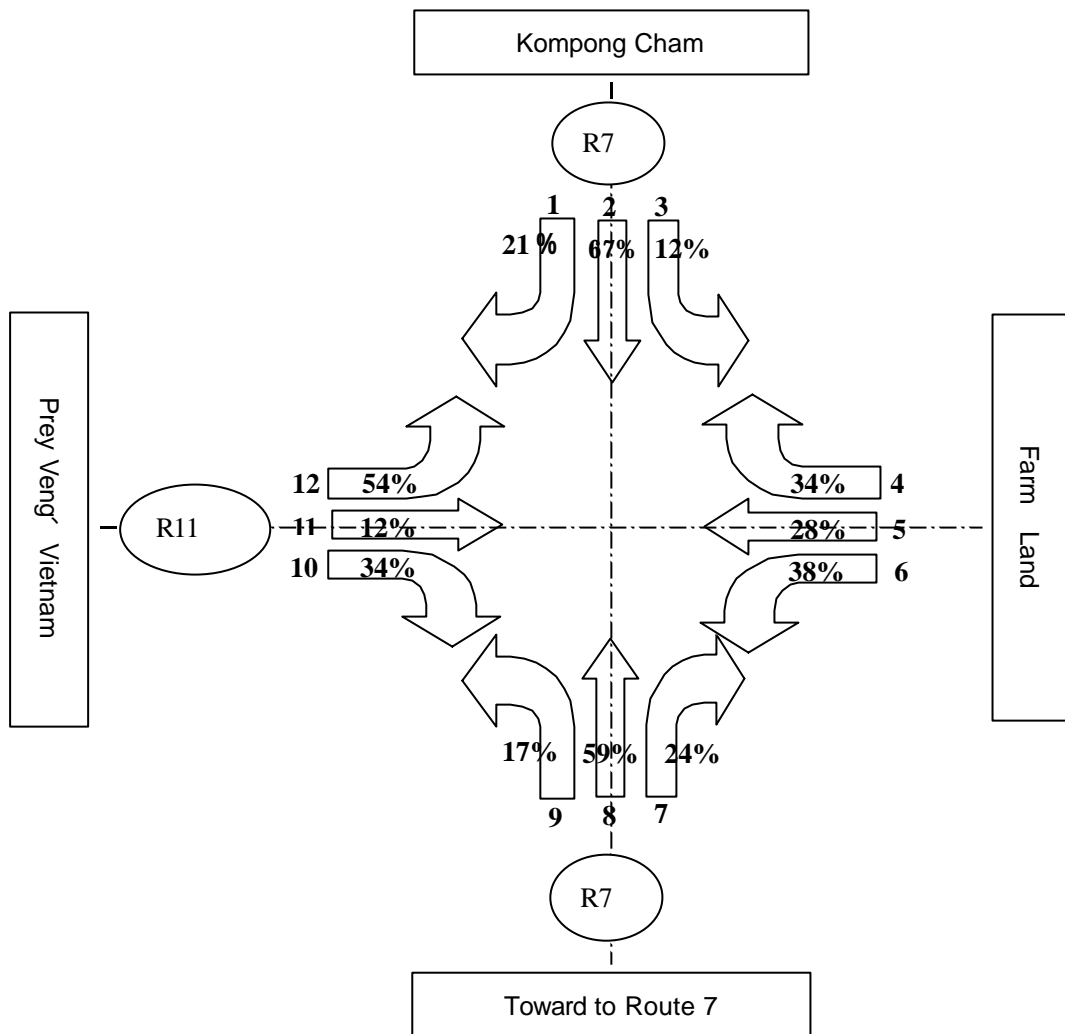 Kompong Cham
R7
1 2 3
21% 67% 12%
Prey Veng´ Vietnam
R11
12 54%
11 12%
10 34%
34% 4
28% 5
38% 6
Farm Land
17% 59% 24%
9 8 7
R7
Toward to Route 7